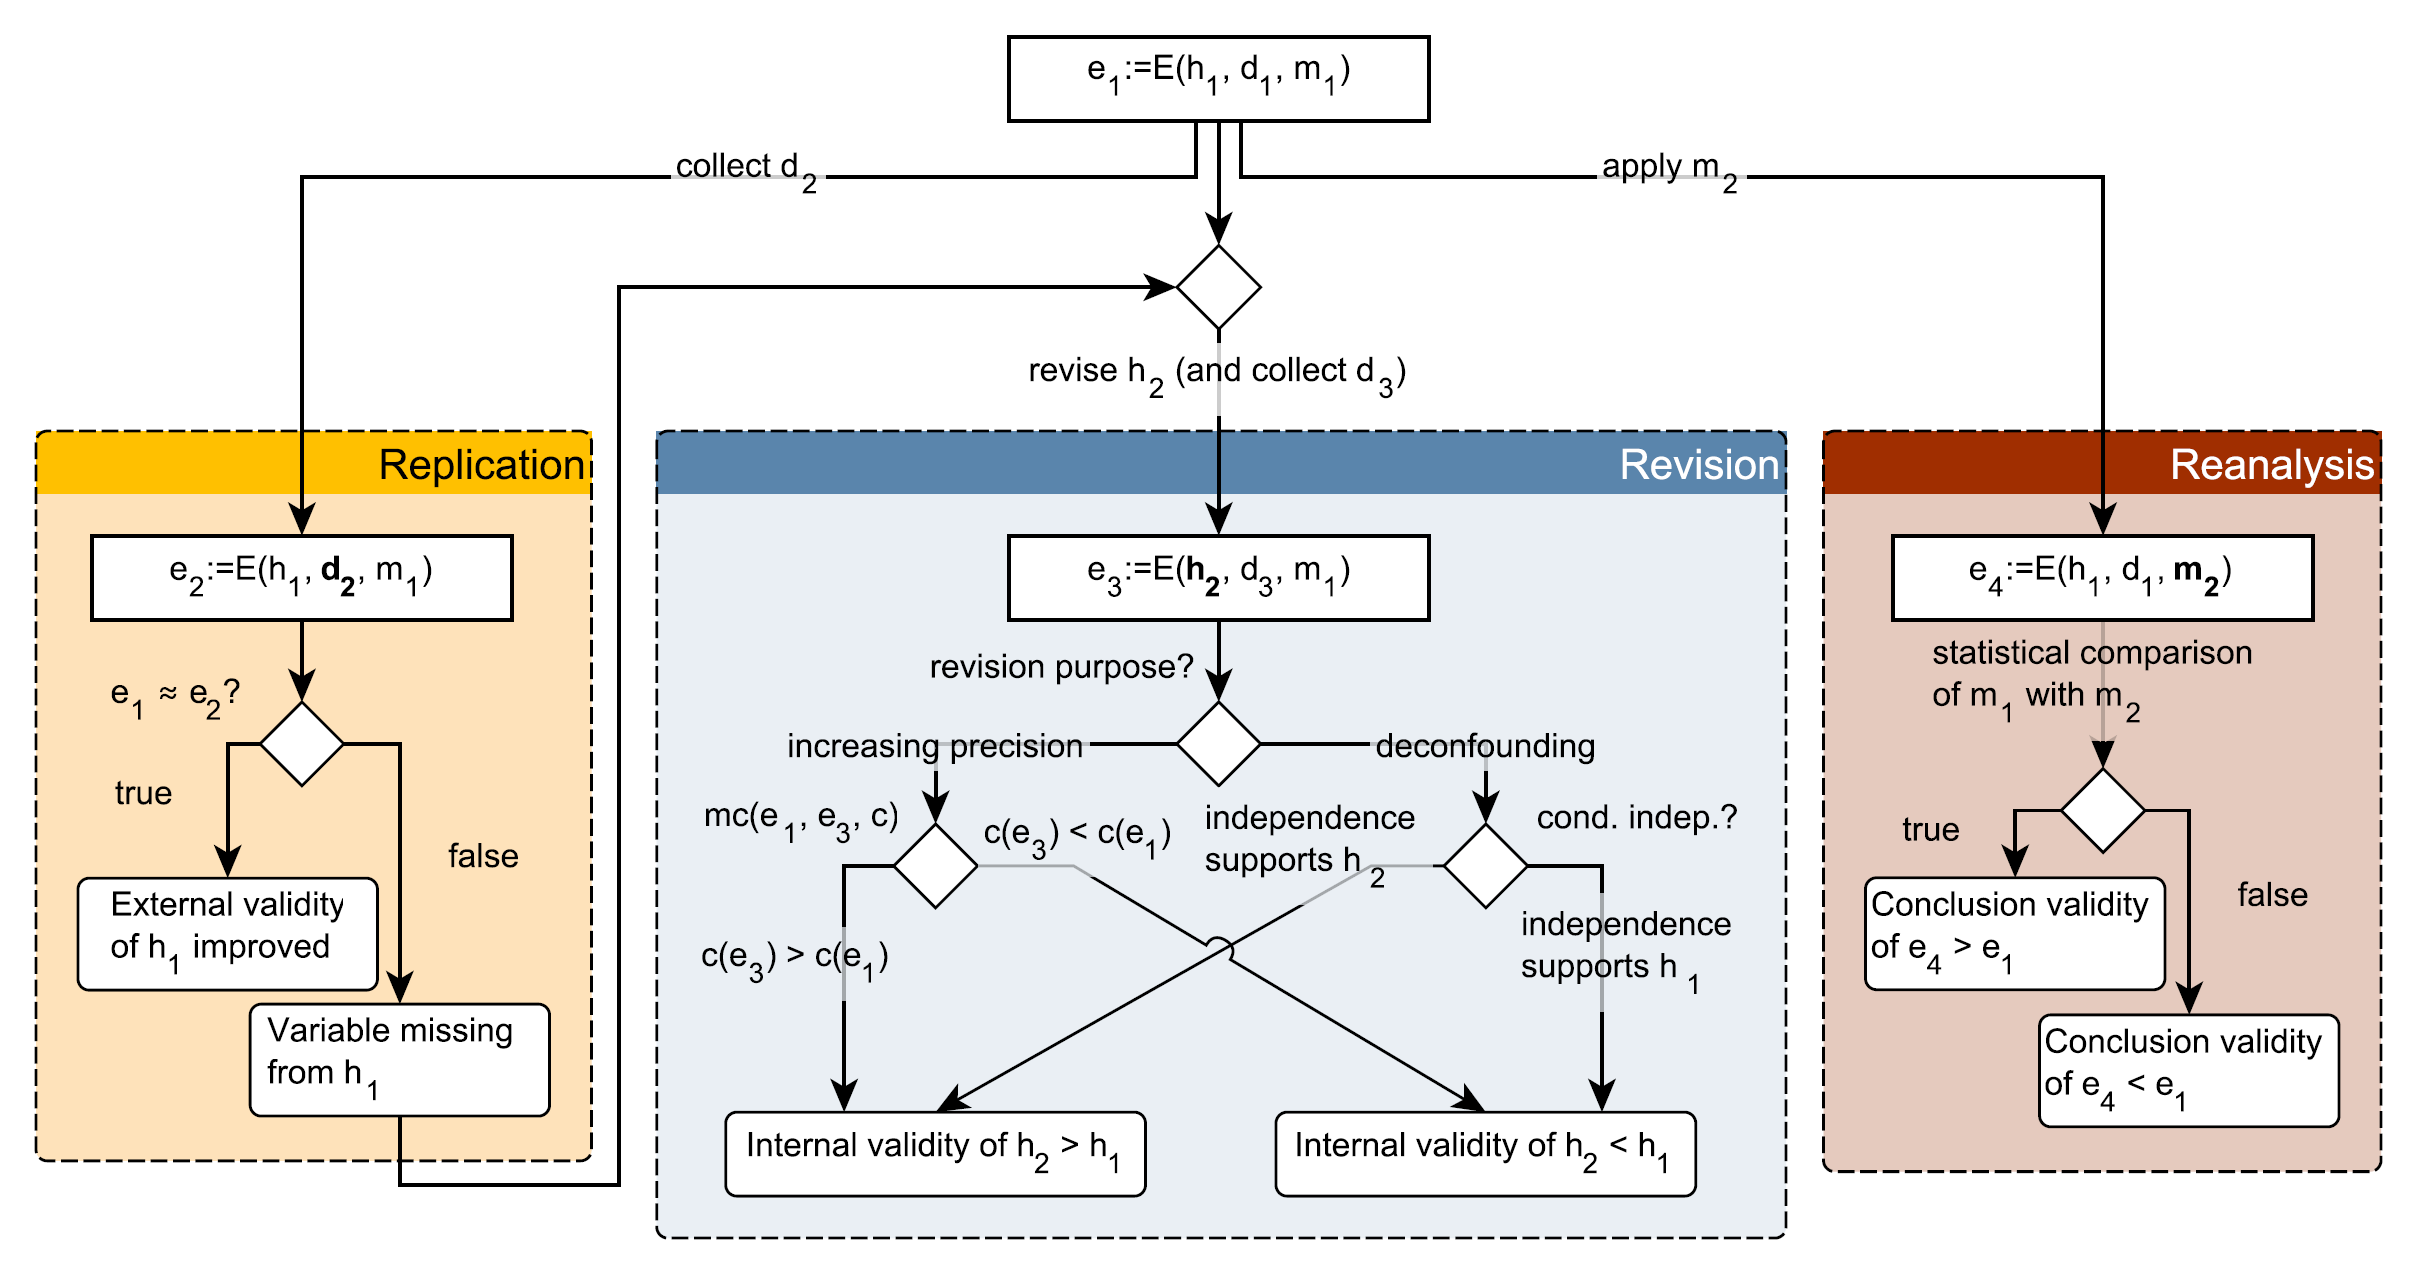 e1:=E(h1, d1, m1)
collect d2
apply m2
revise h2 (and collect d3)
Replication
Revision
Reanalysis
e2:=E(h1, d2, m1)
e3:=E(h2, d3, m1)
e4:=E(h1, d1, m2)
e1 ≈ e2?
true
false
External validity
of h1 improved
Variable missing
from h1
revision purpose?
increasing precision
deconfounding
mc(e1, e3, c)
c(e3) < c(e1)
independence
supports h2
cond. indep.?
c(e3) > c(e1)
independence
supports h1
Internal validity of h2 > h1
Internal validity of h2 < h1
statistical comparison
of m1 with m2
true
false
Conclusion validity
of e4 > e1
Conclusion validity
of e4 < e1